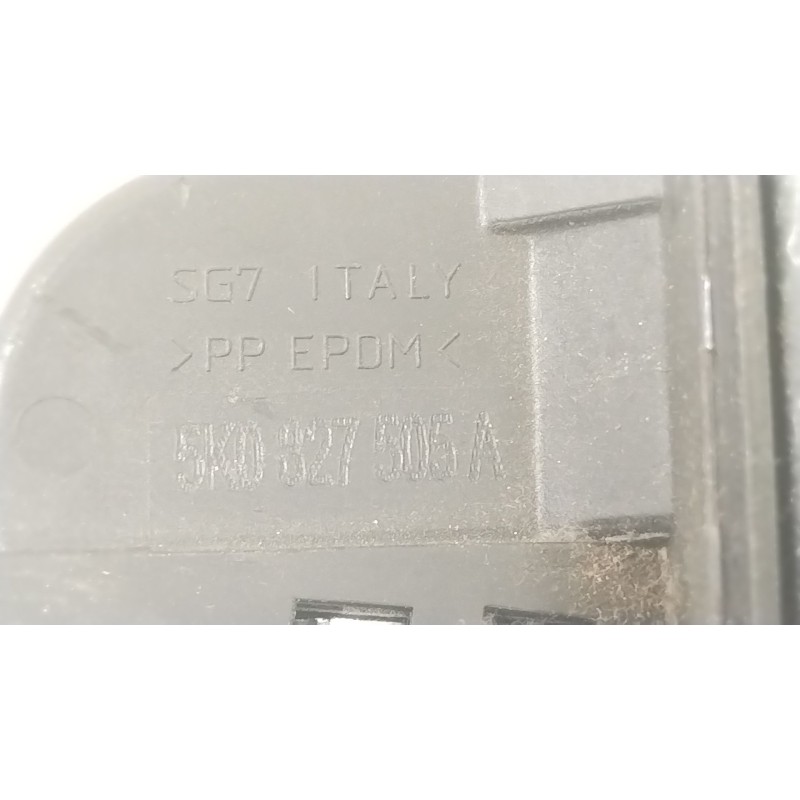 SG7 ITALY
>PP EPDM<
5K0 827 505 A